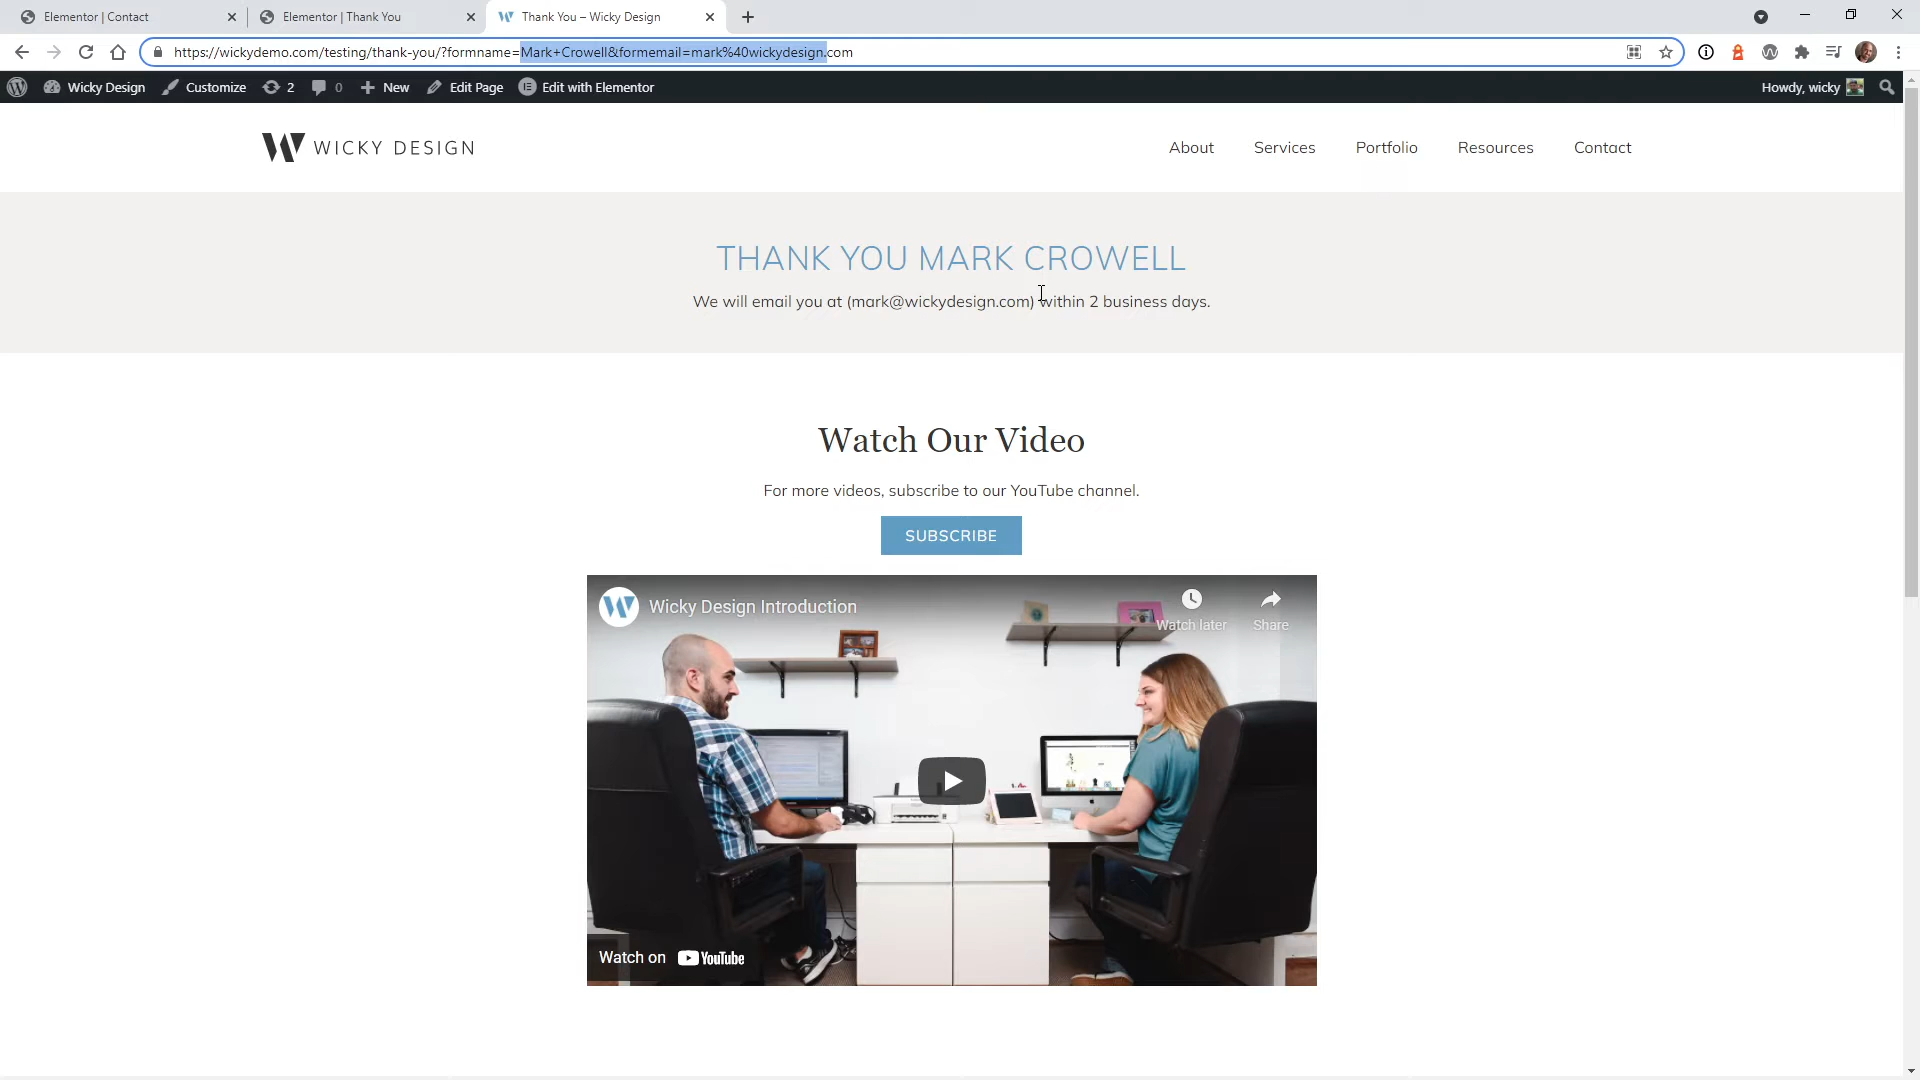 Elementor | Contact
Elementor | Thank You
Thank You – Wicky Design
https://wickydemo.com/testing/thank-you/?formname=Mark+Crowell&formemail=mark%40wickydesign.com
Wicky Design
Customize
2
0
New
Edit Page
Edit with Elementor
Howdy, wicky
WICKY DESIGN
About
Services
Portfolio
Resources
Contact
THANK YOU MARK CROWELL
We will email you at (mark@wickydesign.com) within 2 business days.
Watch Our Video
For more videos, subscribe to our YouTube channel.
SUBSCRIBE
Wicky Design Introduction
Watch later
Share
Watch on YouTube